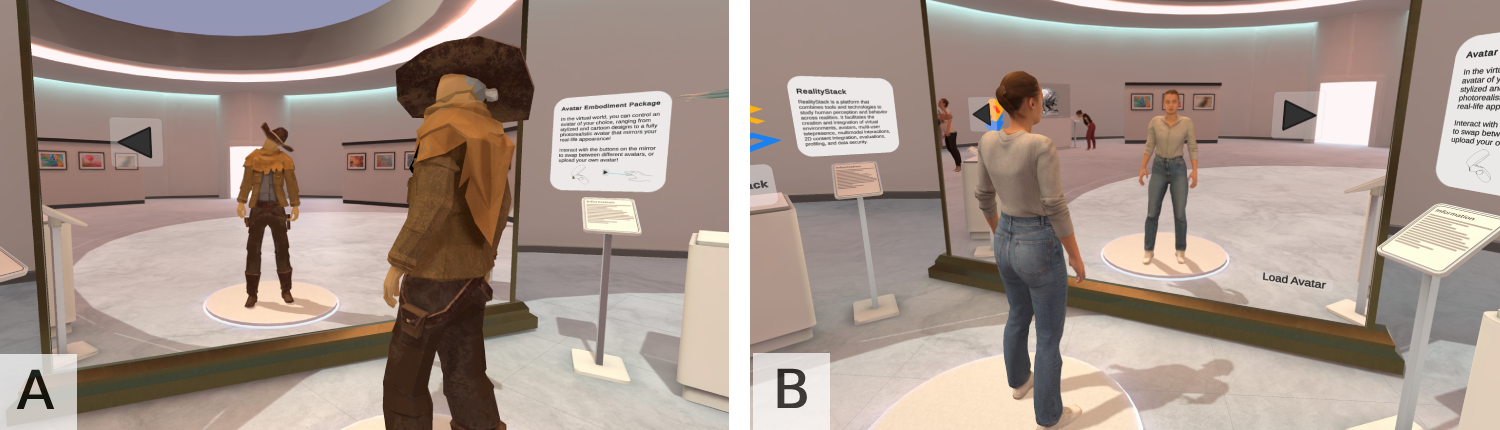 Avatar Embodiment Package
In the virtual world, you can control an
avatar of your choice, ranging from
stylized and cartoon designs to a fully
photorealistic avatar that mirrors your
real-life appearance!
Interact with the buttons on the mirror
to swap between different avatars, or
upload your own avatar!
A
RealityStack
RealityStack is a platform that
combines tools and technologies to
study human perception and behavior
across realities. It facilitates the
creation and integration of virtual
environments, avatars, multi-user
telepresence, multimodal interactions,
2D content integration, evaluations,
profiling, and data security.
ack
Load Avatar
Avatar
In the virtu
avatar of y
stylized and
photorealis
real-life app
Interact with
to swap betw
upload your o
Information
B